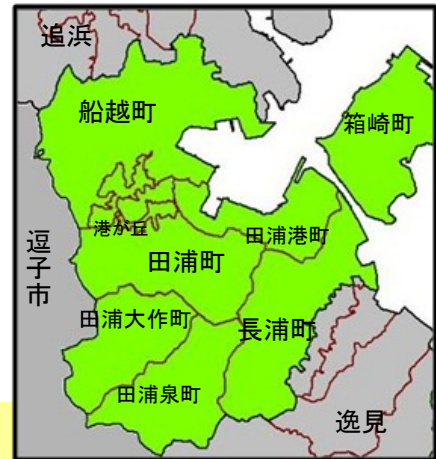 追浜
船越町
箱崎町
港が丘
田浦港町
逗子市
田浦町
田浦大作町
長浦町
田浦泉町
逸見